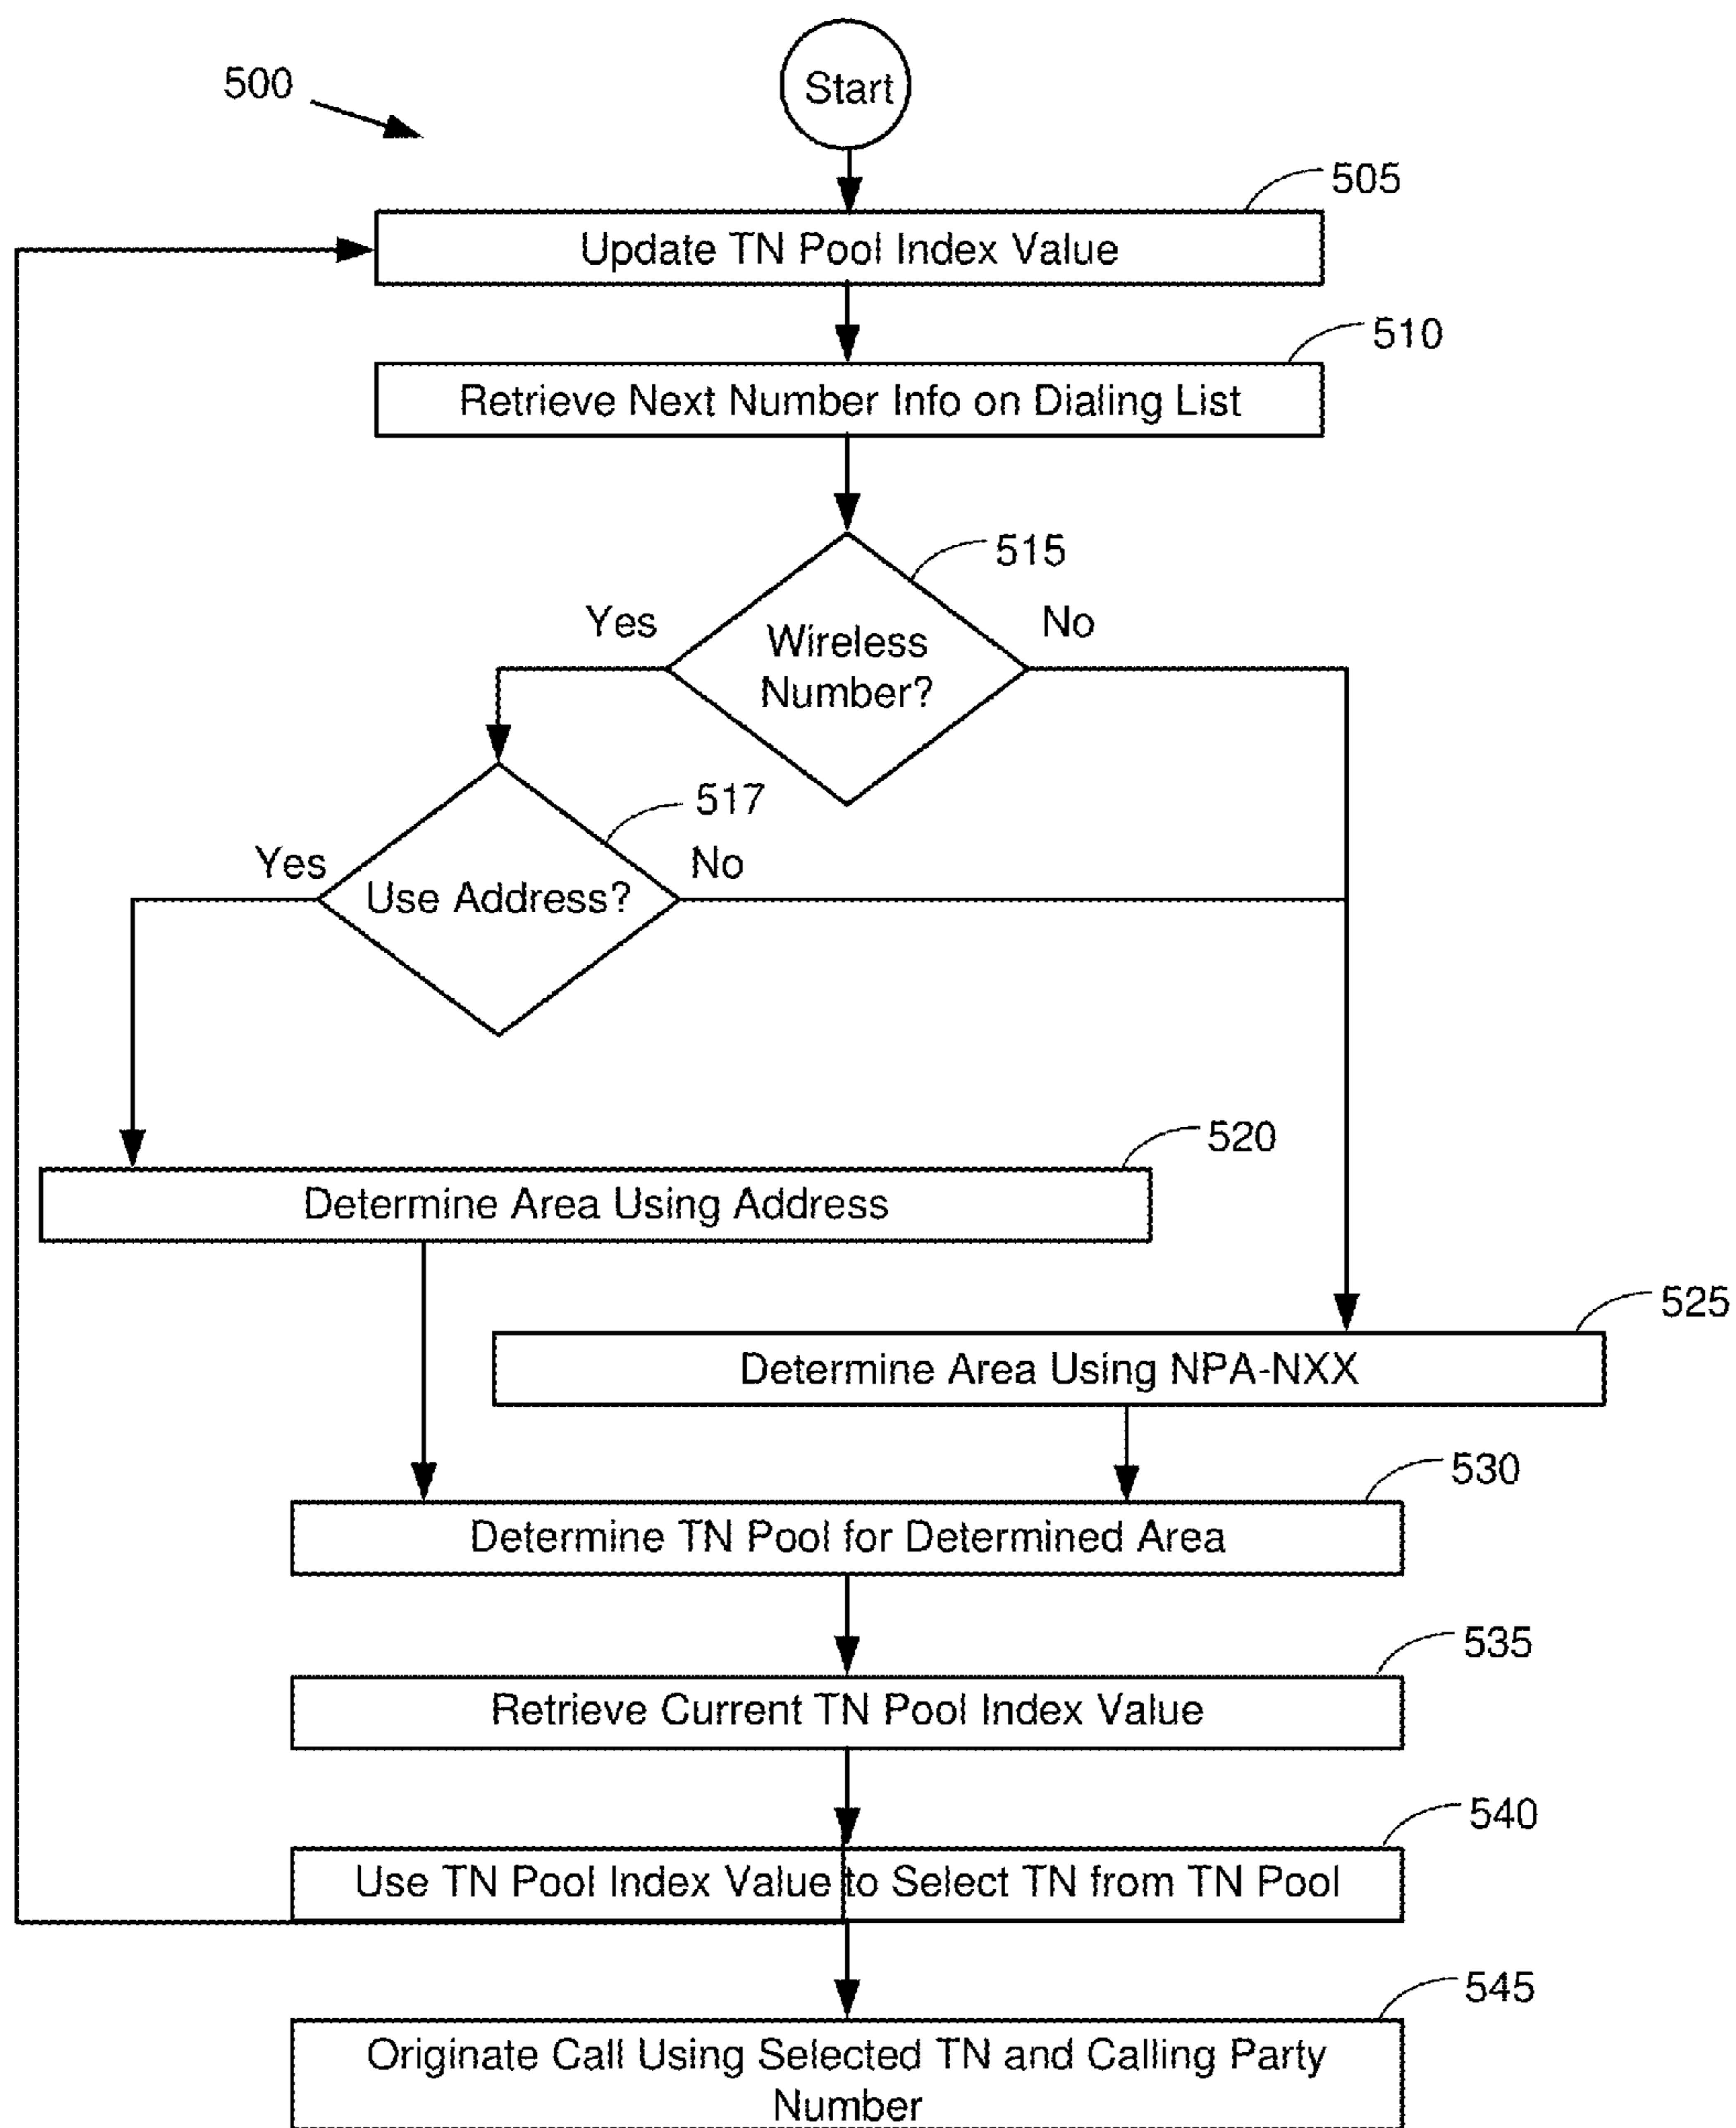 Start
500
505
Update TN Pool Index Value
510
Retrieve Next Number Info on Dialing List
515
Yes
No
Wireless
Number?
517
Yes
No
Use Address?
520
Determine Area Using Address
525
Determine Area Using NPA-NXX
530
Determine TN Pool for Determined Area
535
Retrieve Current TN Pool Index Value
540
Use TN Pool Index Value to Select TN from TN Pool
545
Originate Call Using Selected TN and Calling Party
Number